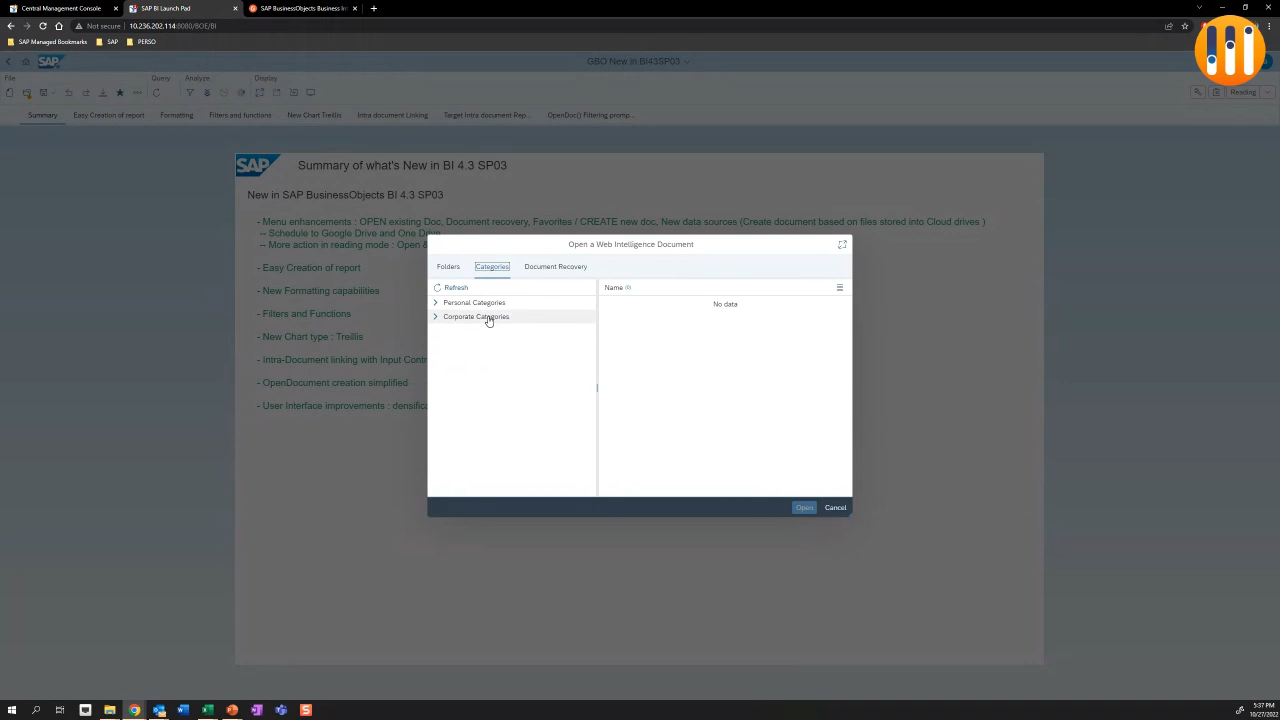 Central Management Console
SAP BI Launch Pad
SAP BusinessObjects Business In
Not secure
10.236.202.114:8080/BOE/BI
SAP Managed Bookmarks
SAP
PERSO
SAP
GBO New in BI43SP03
File
Query
Analyze
Display
Reading
Summary
Easy Creation of report
Formatting
Filters and functions
New Chart Treillis
Intra document Linking
Target Intra document Rep...
OpenDoc() Filtering promp...
SAP
Summary of what's New in BI 4.3 SP03
New in SAP BusinessObjects BI 4.3 SP03
- Menu enhancements : OPEN existing Doc, Document recovery, Favorites / CREATE new doc, New data sources (Create document based on files stored into Cloud drives )
-- Schedule to Google Drive and One Drive
-- More action in reading mode : Open &
- Easy Creation of report
- New Formatting capabilities
- Filters and Functions
- New Chart type : Treillis
- Intra-Document linking with Input Contr
- OpenDocument creation simplified
- User Interface improvements : densifica
Open a Web Intelligence Document
Folders
Categories
Document Recovery
Refresh
Personal Categories
Corporate Categories
Name (0)
No data
Open
Cancel
5:37 PM
10/27/2022